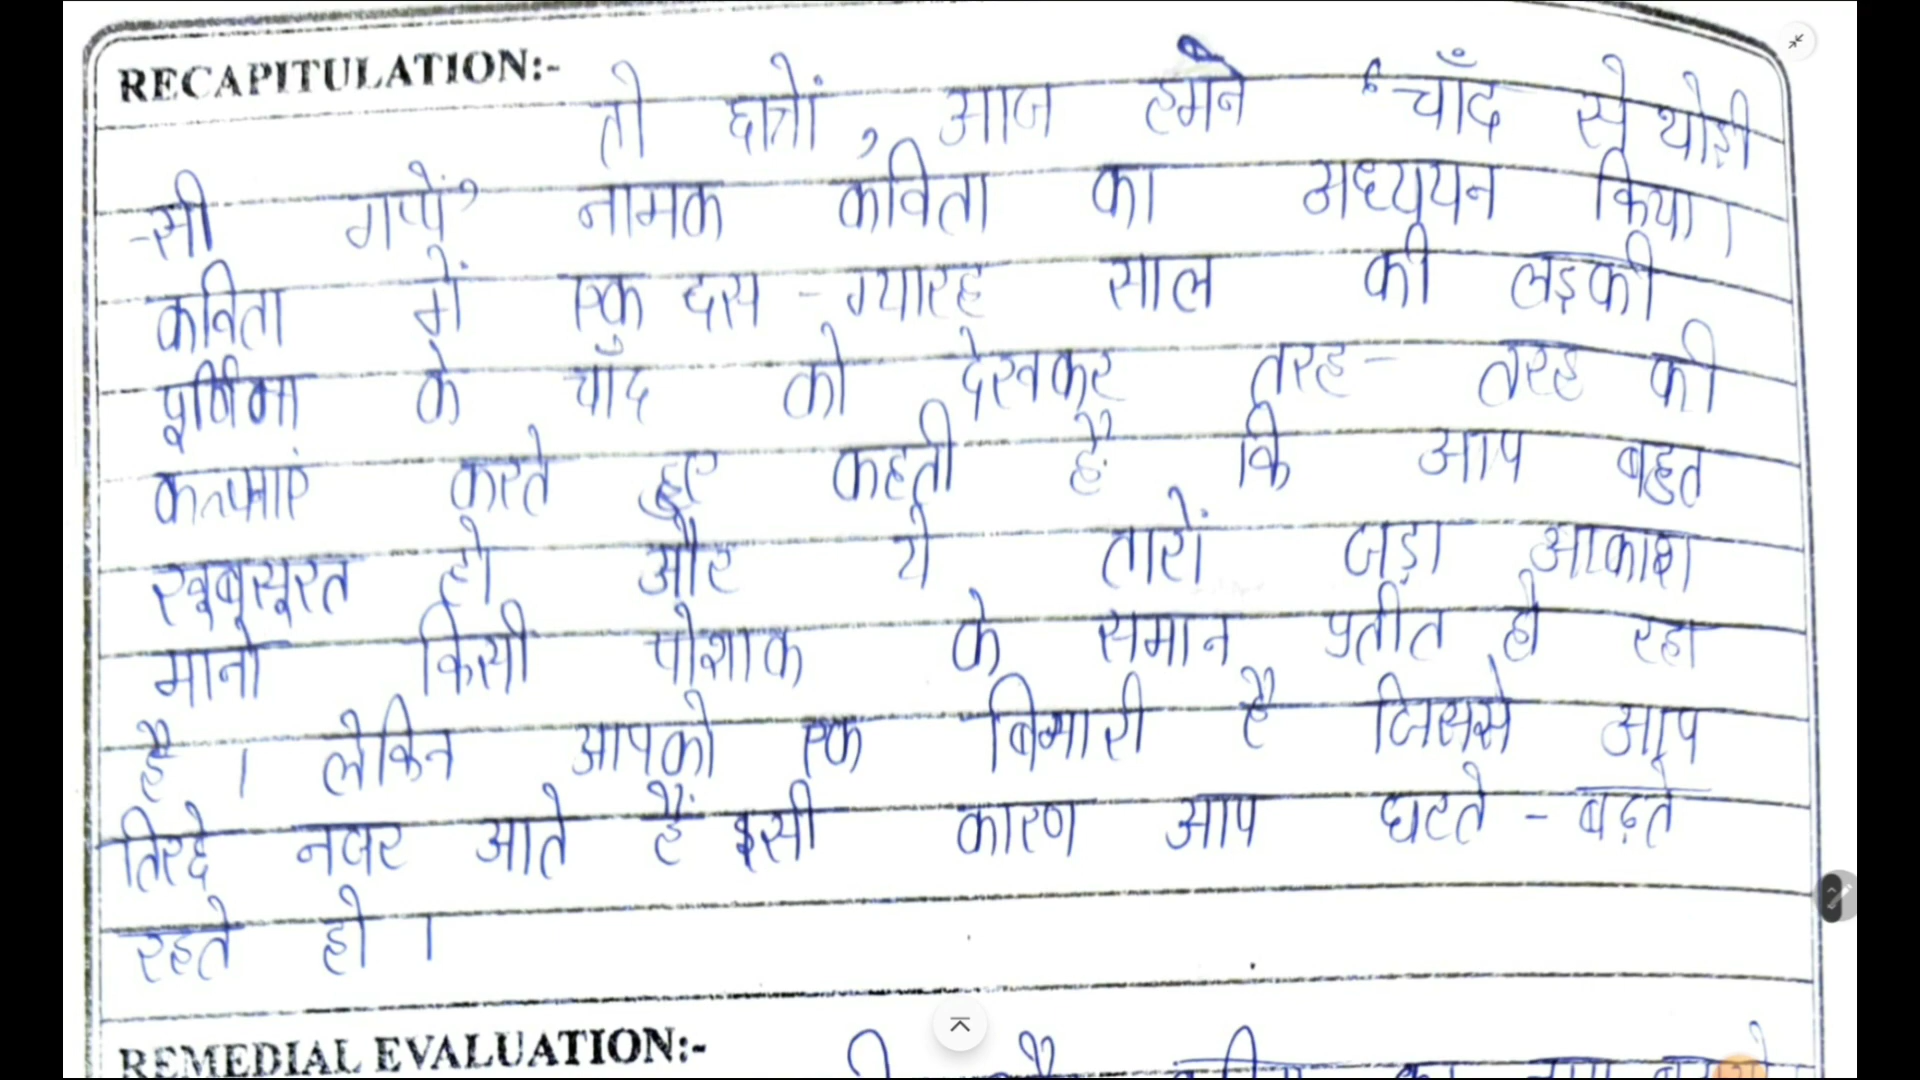 RECAPITULATION:-
तो छात्रों, आज हमने 'चाँद से थोड़ी
-सी गप्पें' नामक कविता का अध्ययन किया।
कविता में एक दस - ग्यारह साल की लड़की
पूर्णिमा के चाँद को देखकर तरह - तरह की
कल्पनाएं करते हुए कहती है कि आप बहुत
खूबसूरत हो और ये तारों जड़ा आकाश
मानो किसी पोशाक के समान प्रतीत हो रहा
है। लेकिन आपको एक बिमारी है जिससे आप
तिरछे नजर आते हैं इसी कारण आप घटते - बढ़ते
रहते हो।
REMEDIAL EVALUATION:-